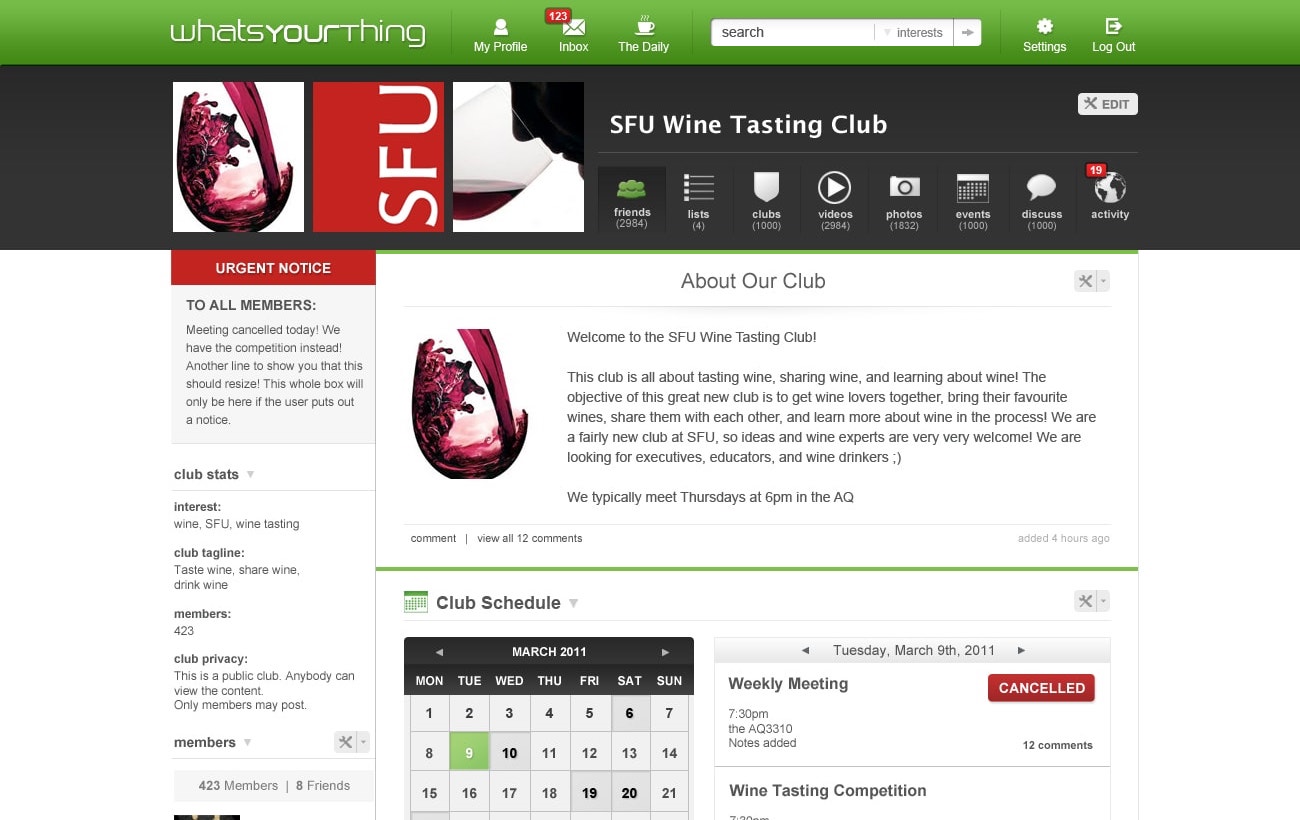 whatsyourthing
My Profile
123
Inbox
The Daily
search
interests
Settings
Log Out
SFU
SFU Wine Tasting Club
EDIT
friends
(2984)
lists
(4)
clubs
(1000)
videos
(2984)
photos
(1832)
events
(1000)
discuss
(1000)
19
activity
URGENT NOTICE
TO ALL MEMBERS:
Meeting cancelled today! We
have the competition instead!
Another line to show you that this
should resize! This whole box will
only be here if the user puts out
a notice.
club stats
interest:
wine, SFU, wine tasting
club tagline:
Taste wine, share wine,
drink wine
members:
423
club privacy:
This is a public club. Anybody can
view the content.
Only members may post.
members
423 Members | 8 Friends
About Our Club
Welcome to the SFU Wine Tasting Club!
This club is all about tasting wine, sharing wine, and learning about wine! The
objective of this great new club is to get wine lovers together, bring their favourite
wines, share them with each other, and learn more about wine in the process! We are
a fairly new club at SFU, so ideas and wine experts are very very welcome! We are
looking for executives, educators, and wine drinkers ;)
We typically meet Thursdays at 6pm in the AQ
comment | view all 12 comments
added 4 hours ago
Club Schedule
MARCH 2011
MON TUE WED THU FRI SAT SUN
1 2 3 4 5 6 7
8 9 10 11 12 13 14
15 16 17 18 19 20 21
Tuesday, March 9th, 2011
Weekly Meeting
CANCELLED
7:30pm
the AQ3310
Notes added
12 comments
Wine Tasting Competition
7:30pm